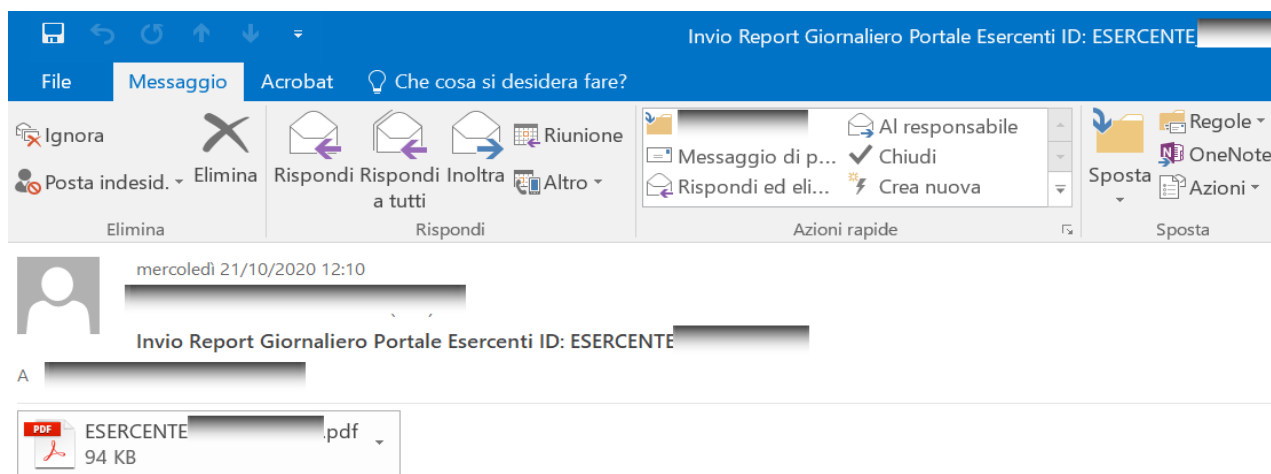 Invio Report Giornaliero Portale Esercenti ID: ESERCENTE
File Messaggio Acrobat Che cosa si desidera fare?
Ignora
Posta indesid.
Elimina
Rispondi
Rispondi a tutti
Inoltra
Riunione
Altro
Messaggio di p...
Rispondi ed eli...
Al responsabile
Chiudi
Crea nuova
Sposta
Regole
OneNote
Azioni
Elimina Rispondi Azioni rapide Sposta
mercoledì 21/10/2020 12:10
Invio Report Giornaliero Portale Esercenti ID: ESERCENTE
A
PDF
ESERCENTE .pdf
94 KB